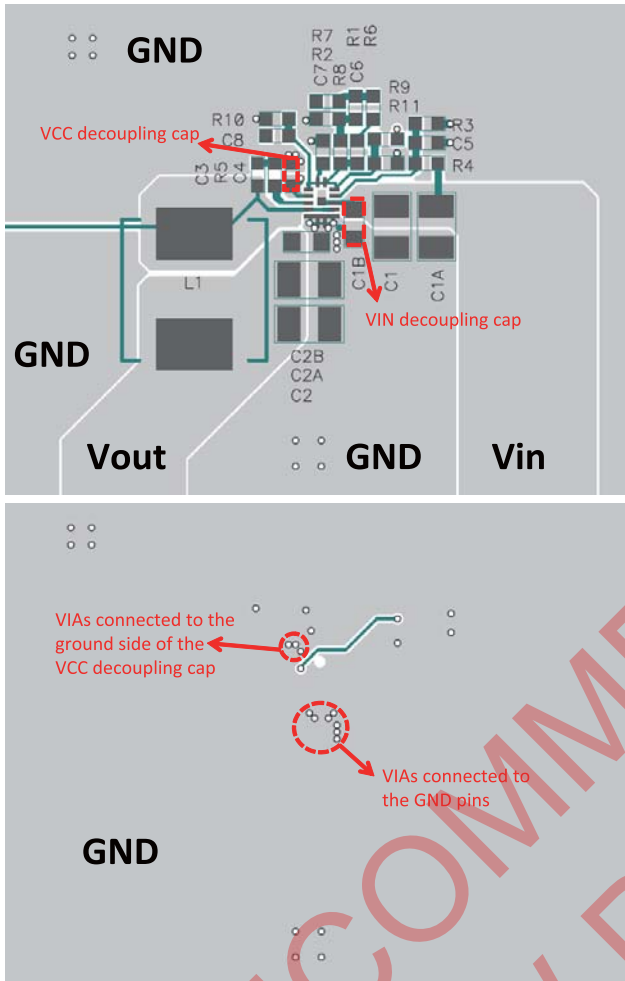 GND
R7
R2
C7
R8
R1
C6
R6
R9
R11
R10
C8
R3
C5
R4
VCC decoupling cap
C3
R5
C4
L1
C1B
C1
C1A
VIN decoupling cap
GND
C2B
C2A
C2
Vout
GND
Vin
VIAs connected to the
ground side of the
VCC decoupling cap
VIAs connected to
the GND pins
GND